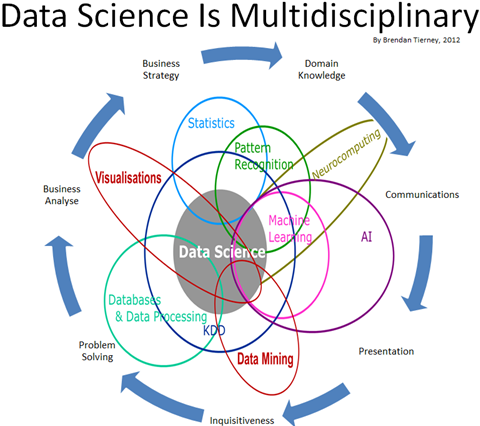 Data Science Is Multidisciplinary
By Brendan Tierney, 2012
Business
Strategy
Domain
Knowledge
Statistics
Pattern
Recognition
Neurocomputing
Visualisations
Business
Analyse
Communications
Machine
Learning
AI
Data Science
Databases
& Data Processing
KDD
Problem
Solving
Data Mining
Presentation
Inquisitiveness